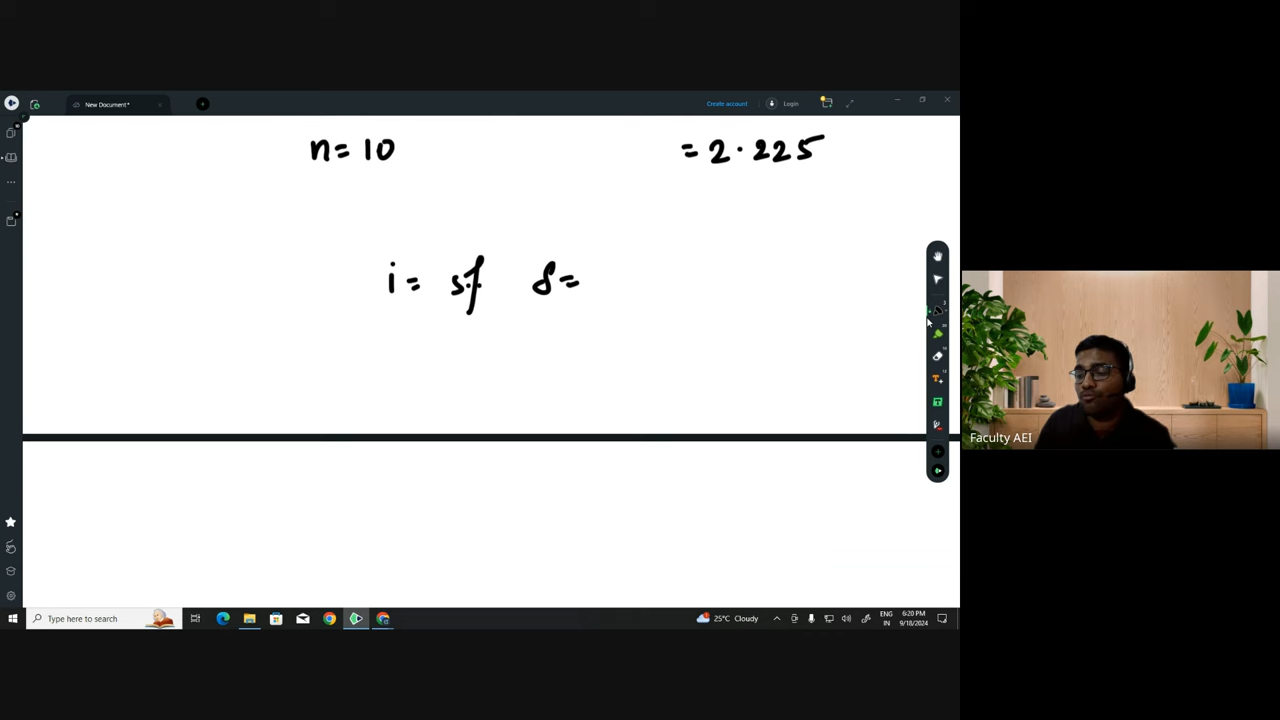 New Document*
Create account
Login
n = 10
= 2.225
i = δ =
Faculty AEI
Type here to search
25°C Cloudy
ENG
IN
6:20 PM
9/18/2024